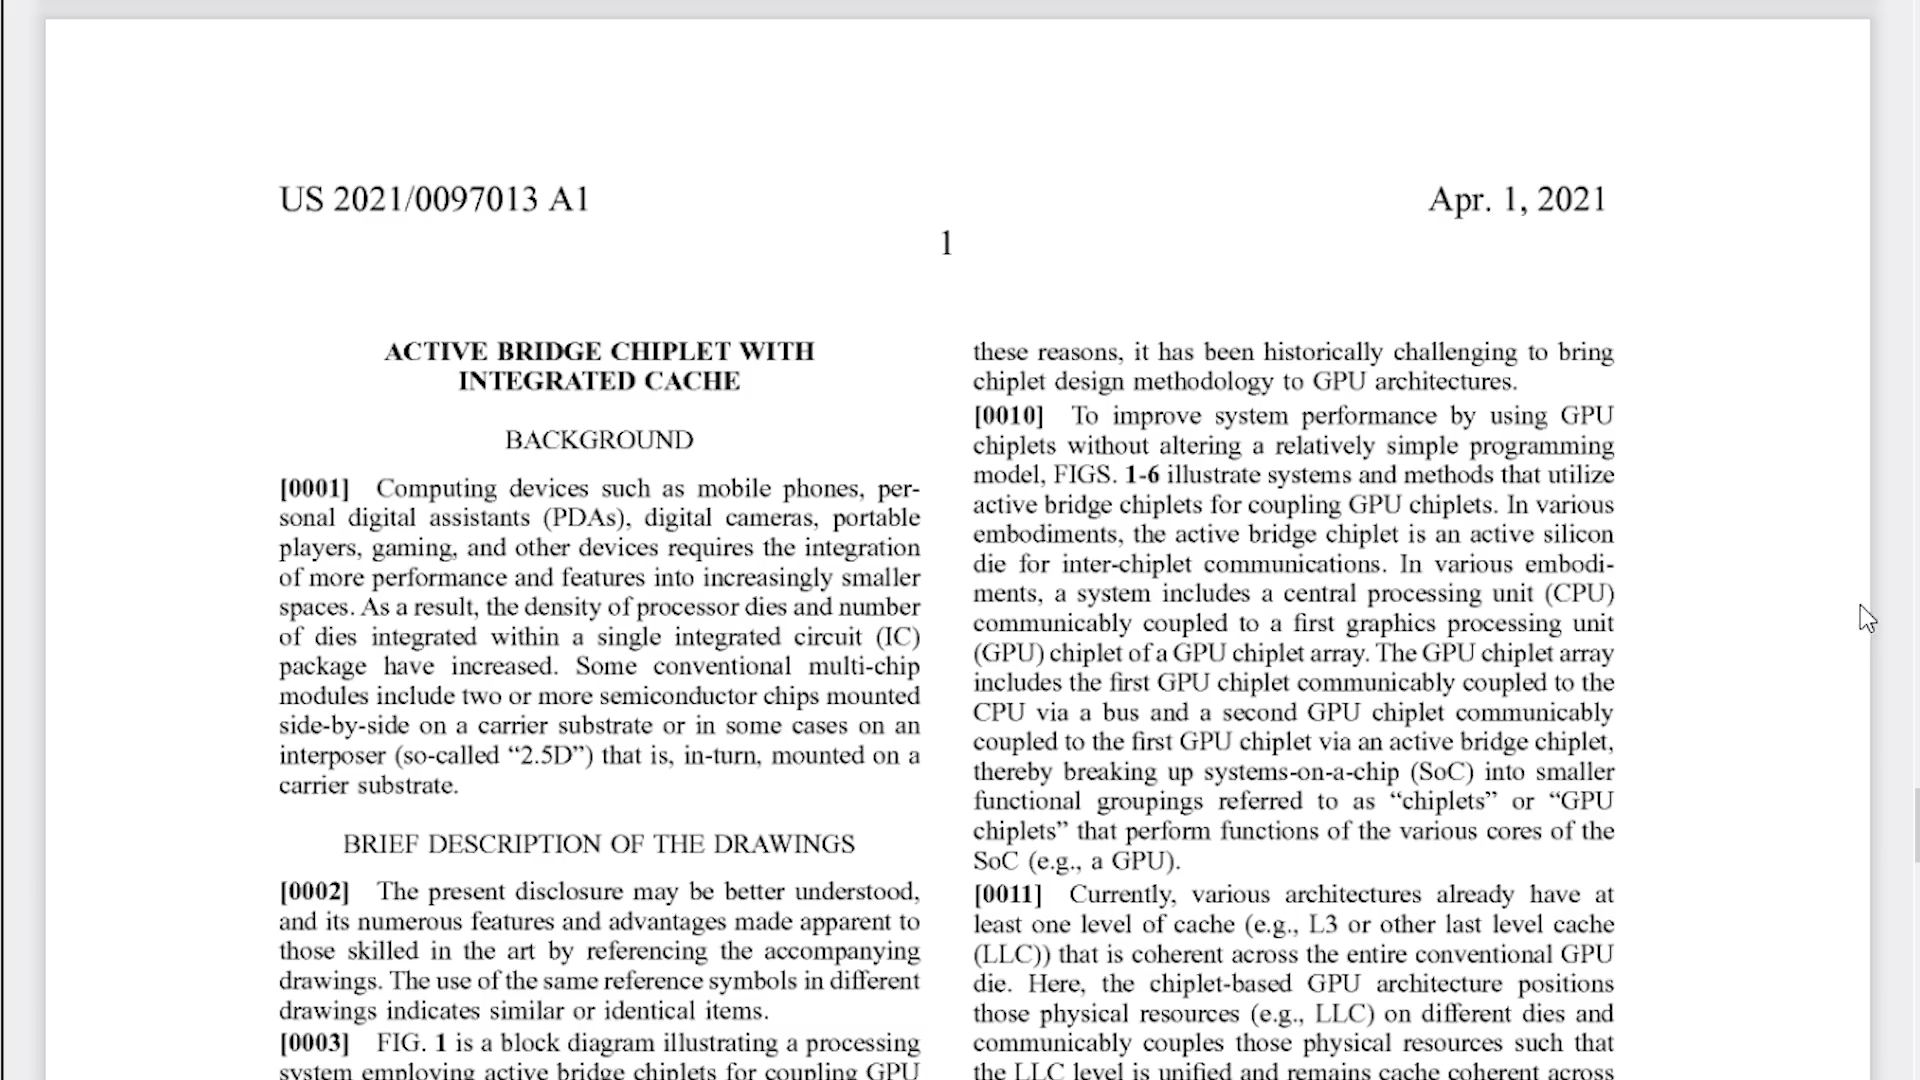 US 2021/0097013 A1
Apr. 1, 2021
1
ACTIVE BRIDGE CHIPLET WITH
INTEGRATED CACHE
BACKGROUND
[0001] Computing devices such as mobile phones, per-
sonal digital assistants (PDAs), digital cameras, portable
players, gaming, and other devices requires the integration
of more performance and features into increasingly smaller
spaces. As a result, the density of processor dies and number
of dies integrated within a single integrated circuit (IC)
package have increased. Some conventional multi-chip
modules include two or more semiconductor chips mounted
side-by-side on a carrier substrate or in some cases on an
interposer (so-called “2.5D”) that is, in-turn, mounted on a
carrier substrate.
BRIEF DESCRIPTION OF THE DRAWINGS
[0002] The present disclosure may be better understood,
and its numerous features and advantages made apparent to
those skilled in the art by referencing the accompanying
drawings. The use of the same reference symbols in different
drawings indicates similar or identical items.
[0003] FIG. 1 is a block diagram illustrating a processing
system employing active bridge chiplets for coupling GPU
these reasons, it has been historically challenging to bring
chiplet design methodology to GPU architectures.
[0010] To improve system performance by using GPU
chiplets without altering a relatively simple programming
model, FIGS. 1-6 illustrate systems and methods that utilize
active bridge chiplets for coupling GPU chiplets. In various
embodiments, the active bridge chiplet is an active silicon
die for inter-chiplet communications. In various embodi-
ments, a system includes a central processing unit (CPU)
communicably coupled to a first graphics processing unit
(GPU) chiplet of a GPU chiplet array. The GPU chiplet array
includes the first GPU chiplet communicably coupled to the
CPU via a bus and a second GPU chiplet communicably
coupled to the first GPU chiplet via an active bridge chiplet,
thereby breaking up systems-on-a-chip (SoC) into smaller
functional groupings referred to as “chiplets” or “GPU
chiplets” that perform functions of the various cores of the
SoC (e.g., a GPU).
[0011] Currently, various architectures already have at
least one level of cache (e.g., L3 or other last level cache
(LLC)) that is coherent across the entire conventional GPU
die. Here, the chiplet-based GPU architecture positions
those physical resources (e.g., LLC) on different dies and
communicably couples those physical resources such that
the LLC level is unified and remains cache coherent across